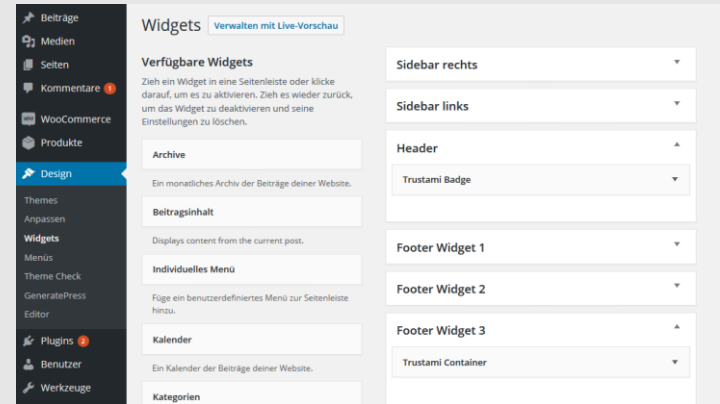 Beiträge
Medien
Seiten
Kommentare 1
WooCommerce
Produkte
Design
Themes
Anpassen
Widgets
Menüs
Theme Check
GeneratePress
Editor
Plugins 2
Benutzer
Werkzeuge
Widgets Verwalten mit Live-Vorschau
Verfügbare Widgets
Zieh ein Widget in eine Seitenleiste oder klicke
darauf, um es zu aktivieren. Zieh es wieder zurück,
um das Widget zu deaktivieren und seine
Einstellungen zu löschen.
Archive
Ein monatliches Archiv der Beiträge deiner Website.
Beitragsinhalt
Displays content from the current post.
Individuelles Menü
Füge ein benutzerdefiniertes Menü zur Seitenleiste
hinzu.
Kalender
Ein Kalender der Beiträge deiner Website.
Kategorien
Sidebar rechts
Sidebar links
Header
Trustami Badge
Footer Widget 1
Footer Widget 2
Footer Widget 3
Trustami Container